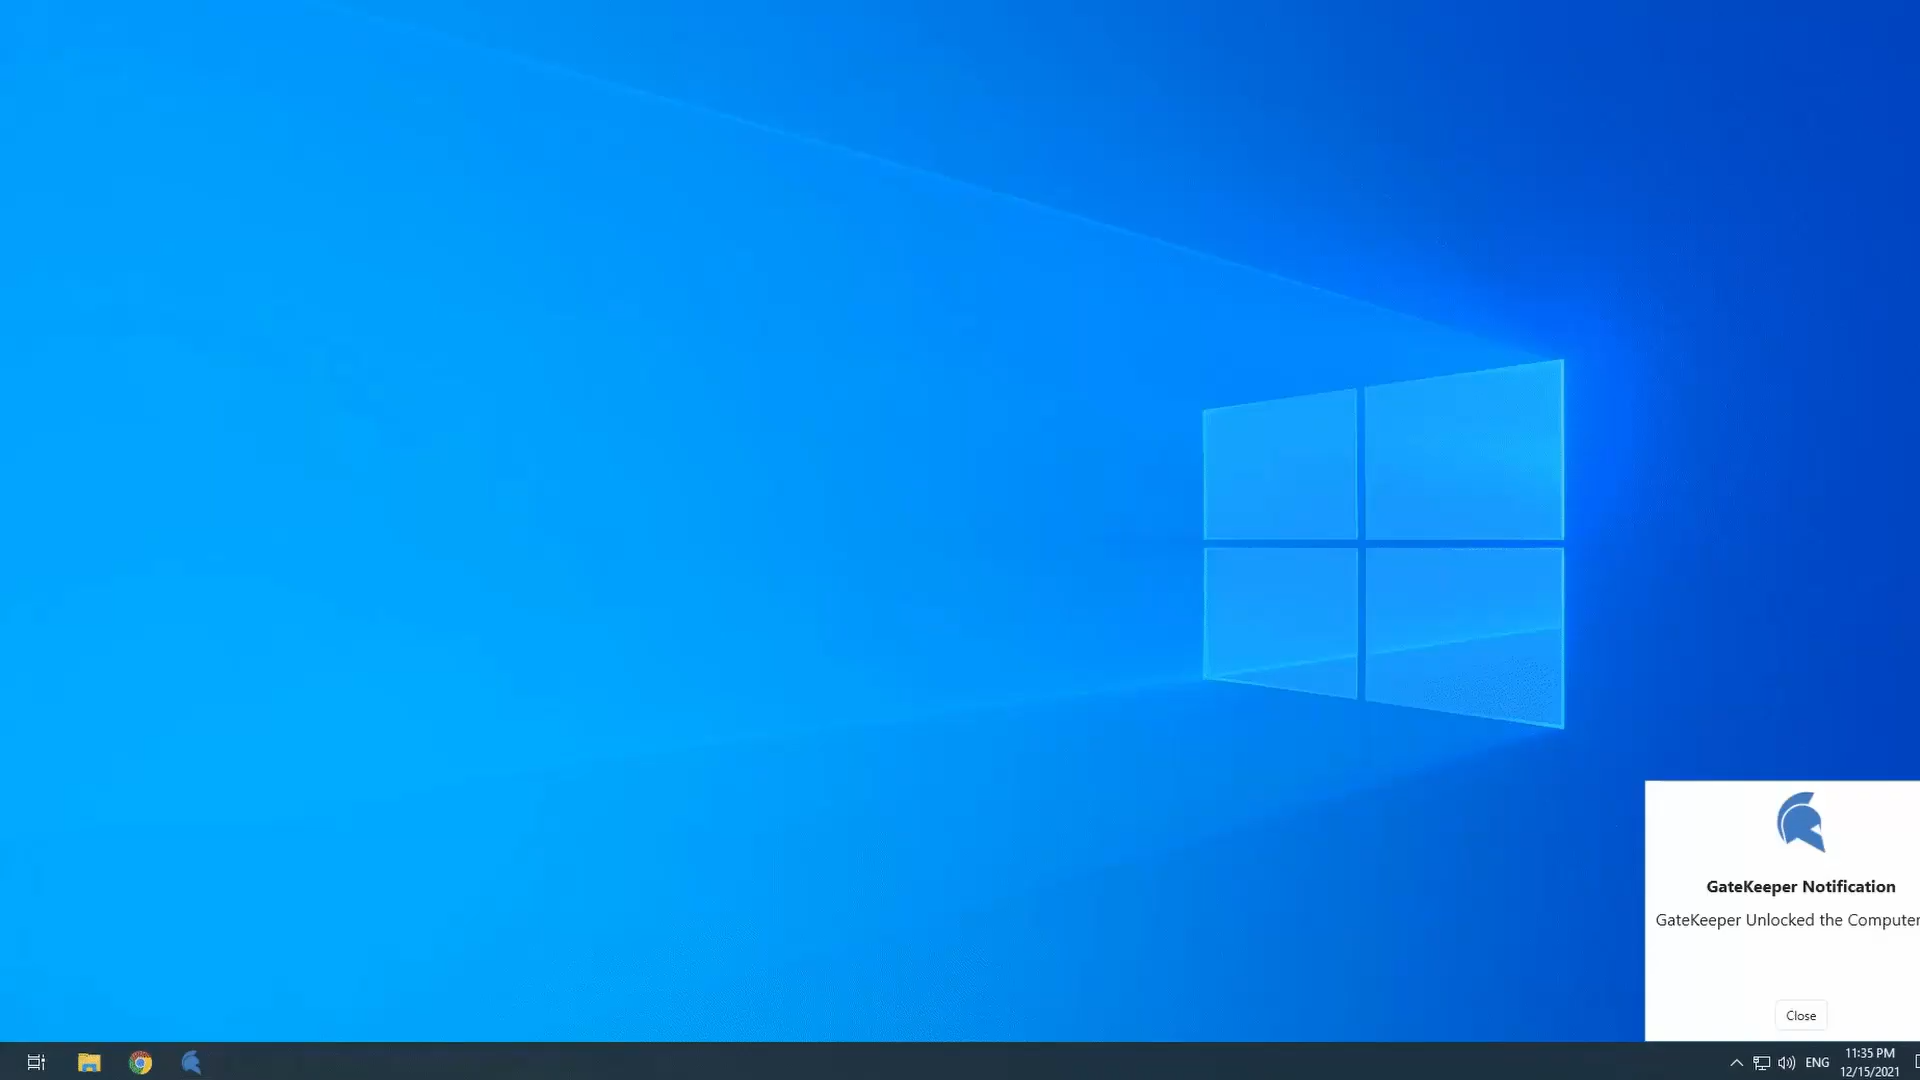 GateKeeper Notification
GateKeeper Unlocked the Computer
Close
ENG
11:35 PM
12/15/2021